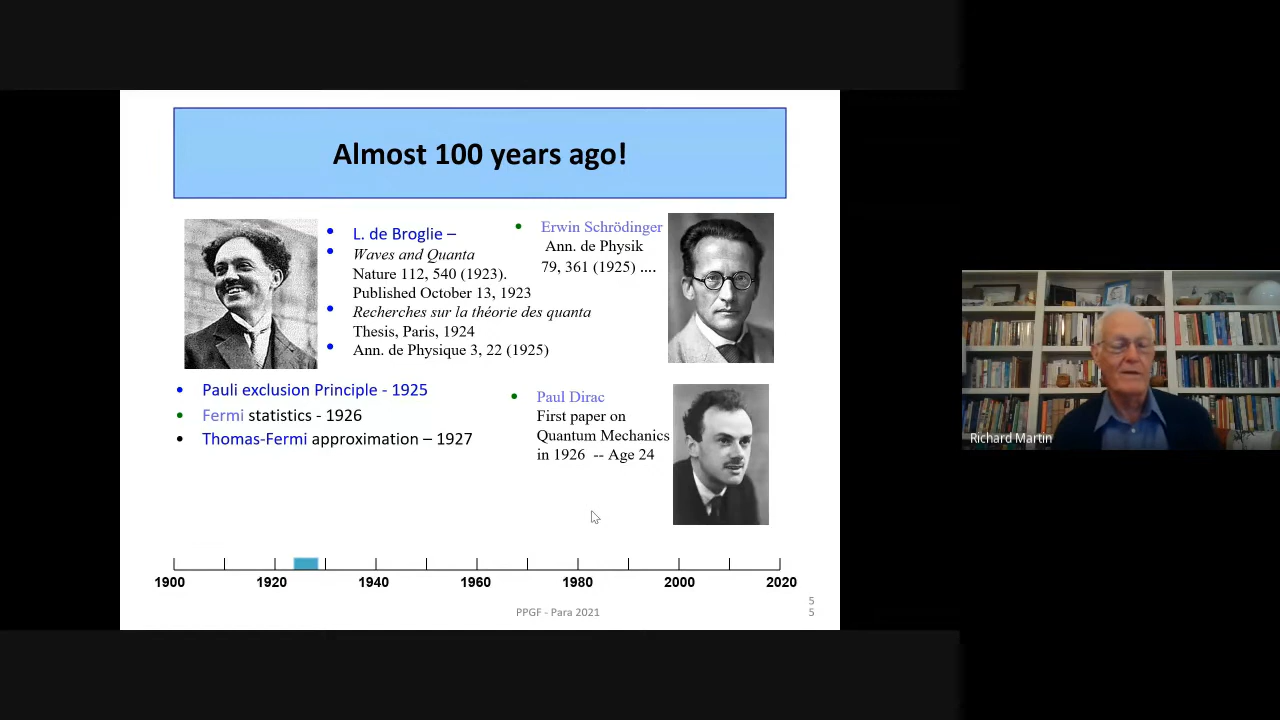 Almost 100 years ago!
L. de Broglie –
Waves and Quanta
Nature 112, 540 (1923).
Published October 13, 1923
Recherches sur la théorie des quanta
Thesis, Paris, 1924
Ann. de Physique 3, 22 (1925)
Erwin Schrödinger
Ann. de Physik
79, 361 (1925) ....
Pauli exclusion Principle - 1925
Fermi statistics - 1926
Thomas-Fermi approximation – 1927
Paul Dirac
First paper on
Quantum Mechanics
in 1926 -- Age 24
1900 1920 1940 1960 1980 2000 2020
PPGF - Para 2021
5
5
Richard Martin